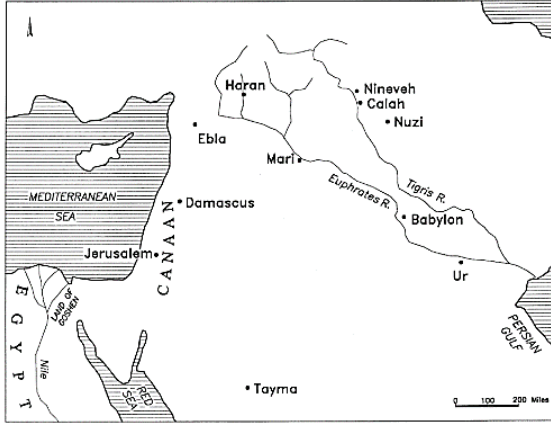 Haran
Nineveh
Calah
Nuzi
Ebla
Mari
Euphrates R.
Tigris R.
MEDITERRANEAN
SEA
Damascus
CANAAN
Babylon
Jerusalem
Ur
LAND OF
GOSHEN
EGYPT
Nile
RED
SEA
PERSIAN
GULF
Tayma
0 100 200 Miles